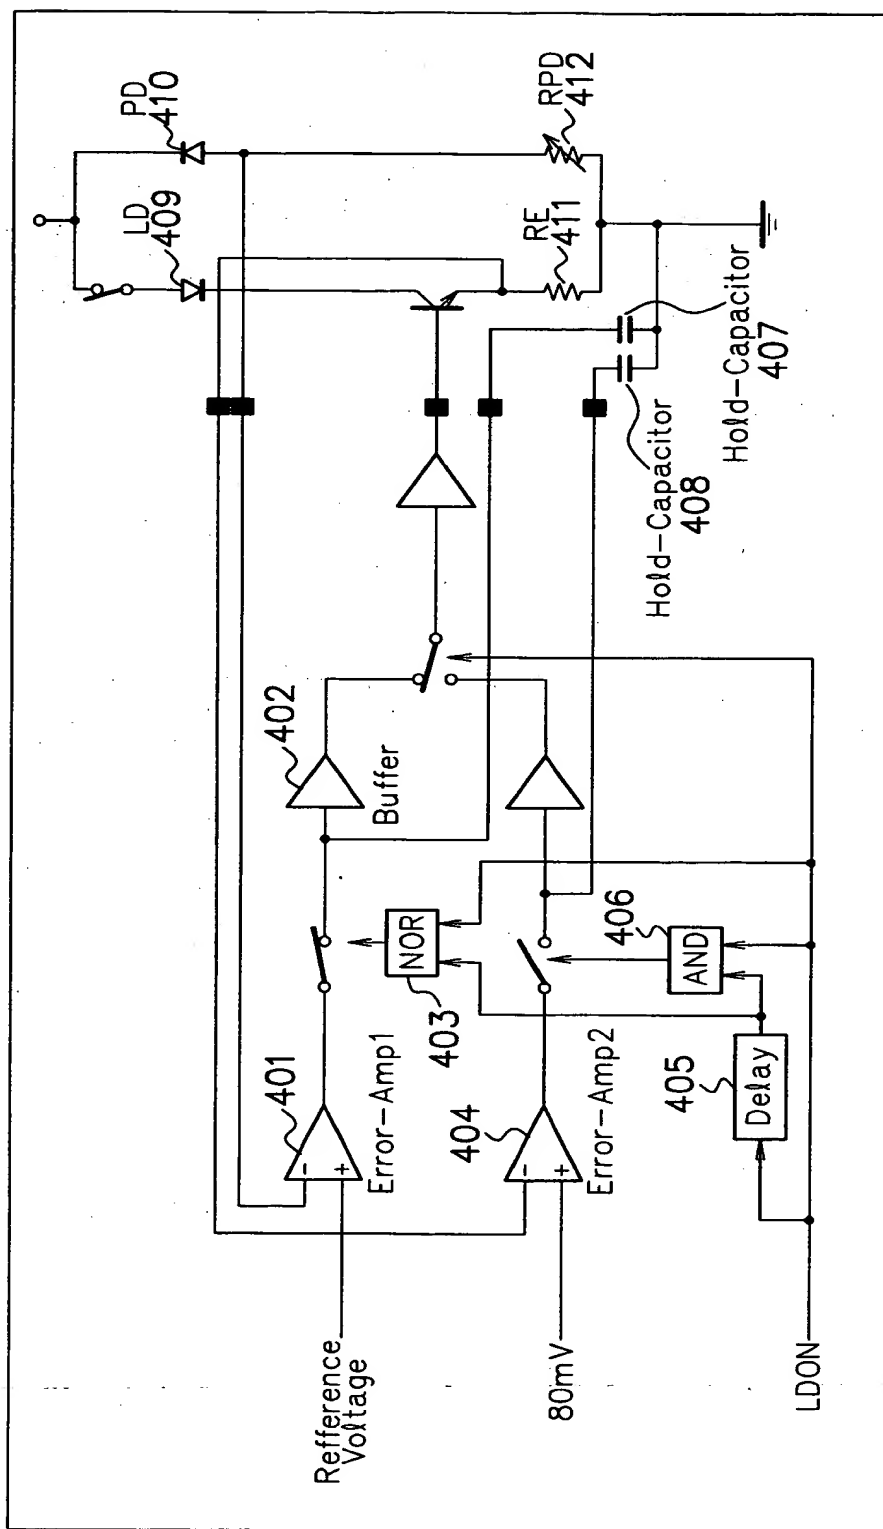 PD
410
LD
409
RPD
412
RE
411
Hold-Capacitor
407
Hold-Capacitor
408
402
Buffer
401
-
+
Error-Amp1
NOR
403
404
-
+
Error-Amp2
406
AND
405
Delay
Refference
Voltage
80mV
LDON